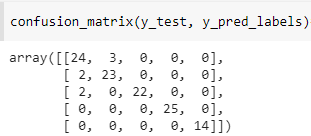 confusion_matrix(y_test, y_pred_labels)
array([[24, 3, 0, 0, 0],
[ 2, 23, 0, 0, 0],
[ 2, 0, 22, 0, 0],
[ 0, 0, 0, 25, 0],
[ 0, 0, 0, 0, 14]])